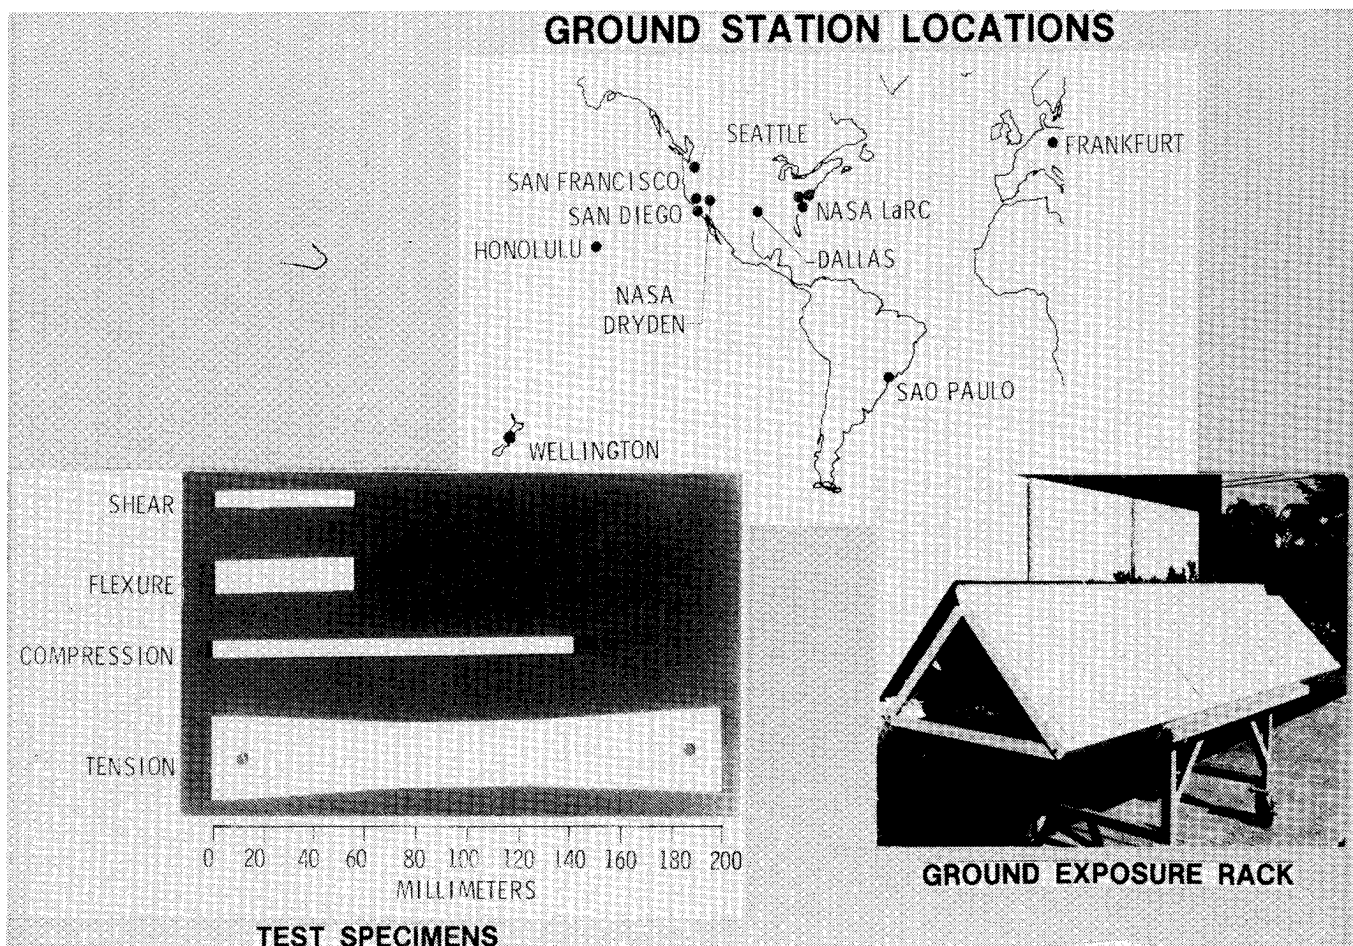 GROUND STATION LOCATIONS
SEATTLE
FRANKFURT
SAN FRANCISCO
SAN DIEGO
NASA LaRC
HONOLULU
DALLAS
NASA
DRYDEN
SAO PAULO
WELLINGTON
SHEAR
FLEXURE
COMPRESSION
TENSION
0 20 40 60 80 100 120 140 160 180 200
MILLIMETERS
TEST SPECIMENS
GROUND EXPOSURE RACK